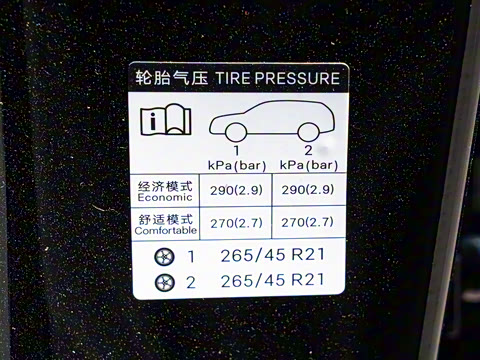 轮胎气压 TIRE PRESSURE
i
1 2
kPa(bar) kPa(bar)
经济模式 290(2.9) 290(2.9)
Economic
舒适模式 270(2.7) 270(2.7)
Comfortable
1 265/45 R21
2 265/45 R21